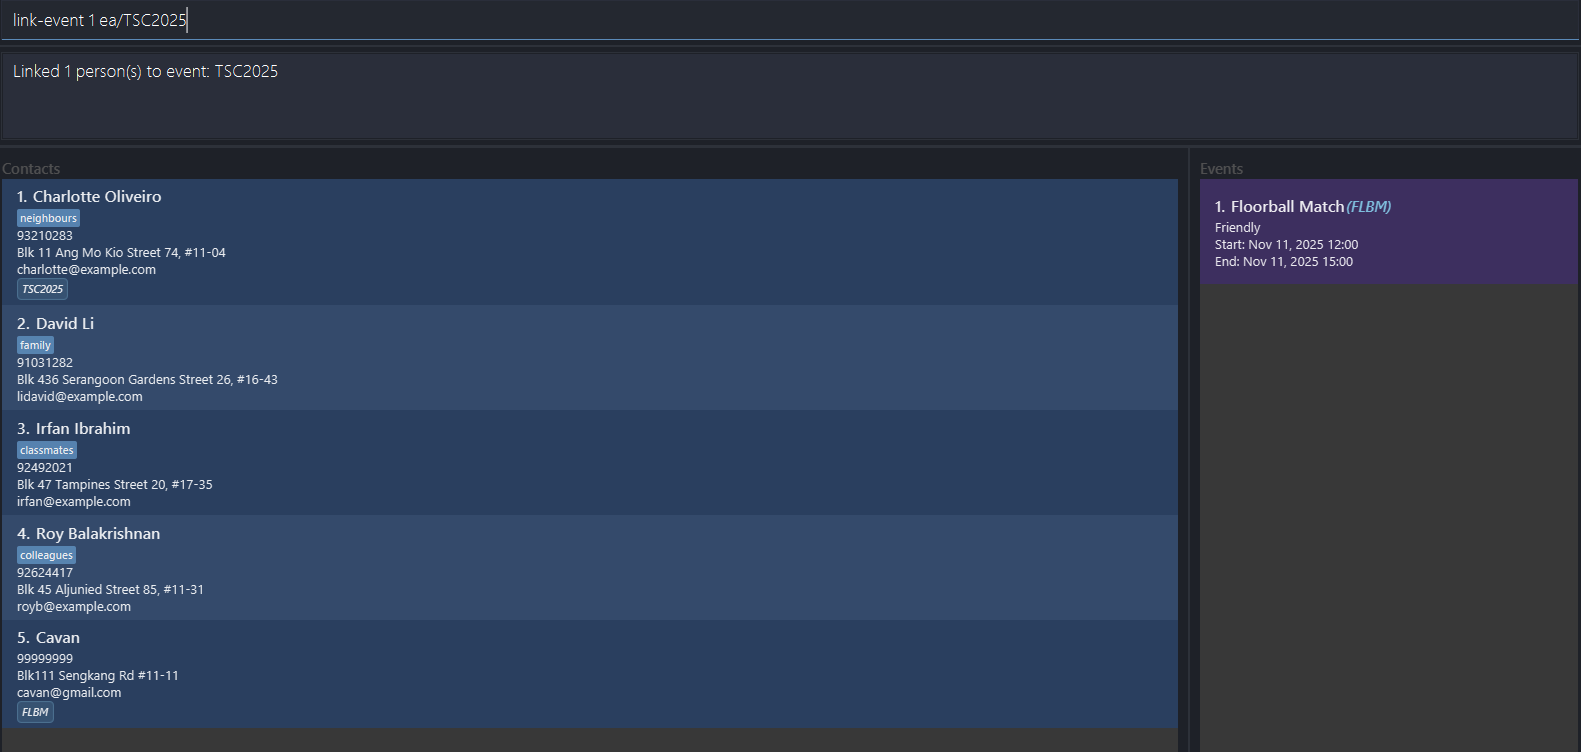 link-event 1 ea/TSC2025
Linked 1 person(s) to event: TSC2025
Contacts
1. Charlotte Oliveiro
neighbours
93210283
Blk 11 Ang Mo Kio Street 74, #11-04
charlotte@example.com
TSC2025
2. David Li
family
91031282
Blk 436 Serangoon Gardens Street 26, #16-43
lidavid@example.com
3. Irfan Ibrahim
classmates
92492021
Blk 47 Tampines Street 20, #17-35
irfan@example.com
4. Roy Balakrishnan
colleagues
92624417
Blk 45 Aljunied Street 85, #11-31
royb@example.com
5. Cavan
99999999
Blk111 Sengkang Rd #11-11
cavan@gmail.com
FLBM
Events
1. Floorball Match(FLBM)
Friendly
Start: Nov 11, 2025 12:00
End: Nov 11, 2025 15:00